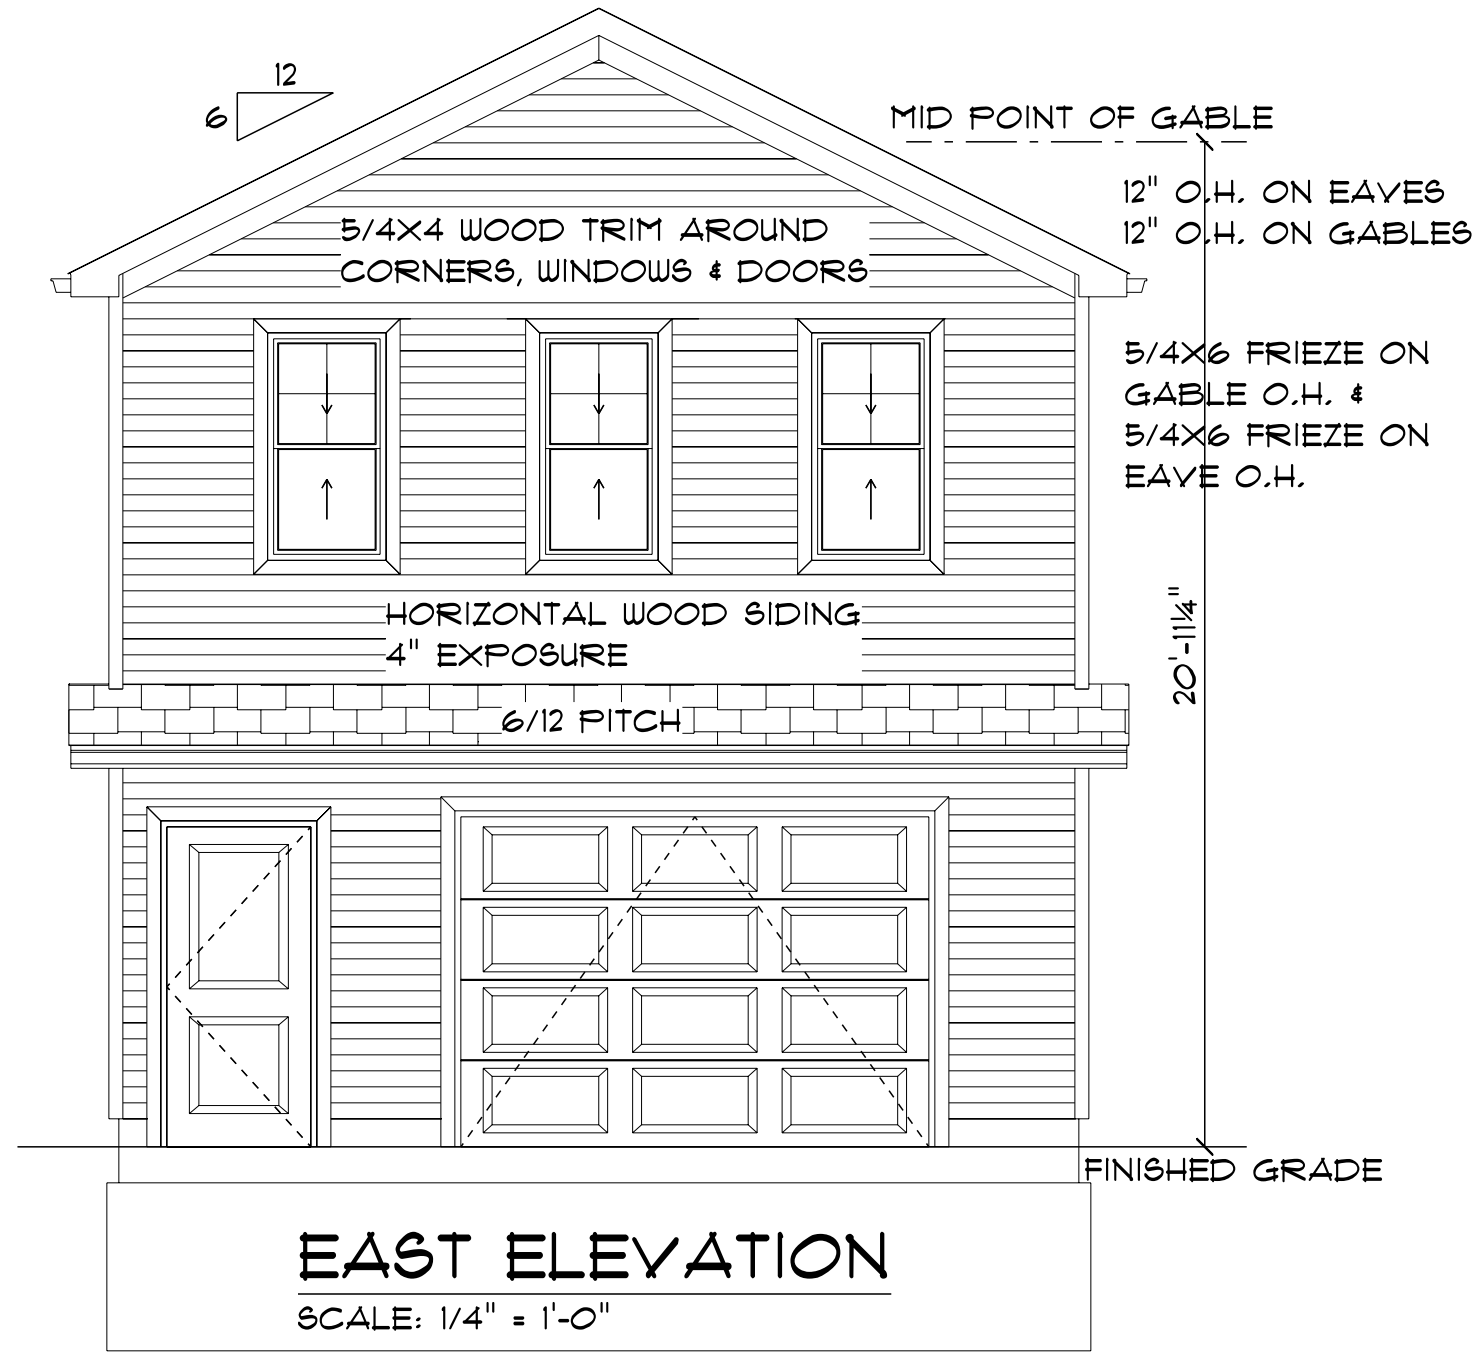 12
6
MID POINT OF GABLE
12" O.H. ON EAVES
12" O.H. ON GABLES
5/4X4 WOOD TRIM AROUND
CORNERS, WINDOWS & DOORS
5/4X6 FRIEZE ON
GABLE O.H. &
5/4X6 FRIEZE ON
EAVE O.H.
HORIZONTAL WOOD SIDING
4" EXPOSURE
20'-11¼"
6/12 PITCH
FINISHED GRADE
EAST ELEVATION
SCALE: 1/4" = 1'-0"